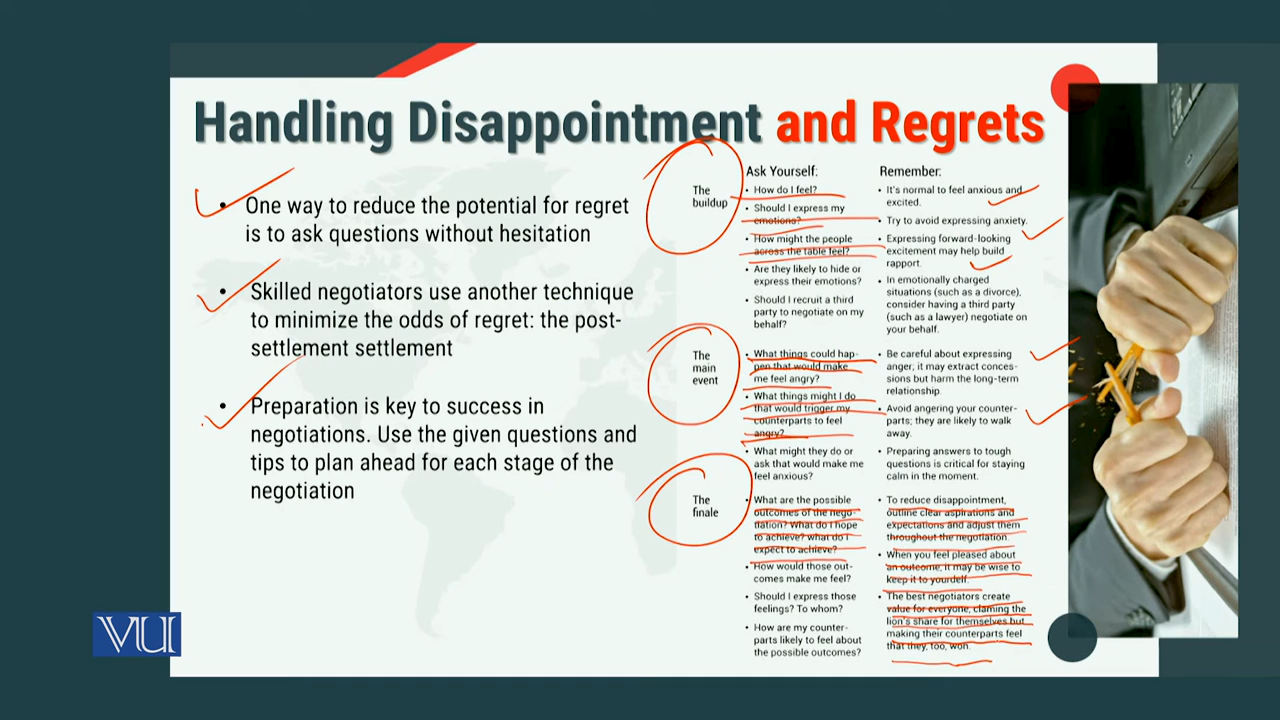 Handling Disappointment and Regrets
• One way to reduce the potential for regret
is to ask questions without hesitation
• Skilled negotiators use another technique
to minimize the odds of regret: the post-
settlement settlement
• Preparation is key to success in
negotiations. Use the given questions and
tips to plan ahead for each stage of the
negotiation
Ask Yourself:
Remember:
The
buildup
• How do I feel?
• Should I express my
emotions?
• How might the people
across the table feel?
• Are they likely to hide or
express their emotions?
• Should I recruit a third
party to negotiate on my
behalf?
• It's normal to feel anxious and
excited.
• Try to avoid expressing anxiety.
• Expressing forward-looking
excitement may help build
rapport.
• In emotionally charged
situations (such as a divorce),
consider having a third party
(such as a lawyer) negotiate on
your behalf.
The
main
event
• What things could hap-
pen that would make
me feel angry?
• What things might I do
that would trigger my
counterparts to feel
angry?
• What might they do or
ask that would make me
feel anxious?
• Be careful about expressing
anger; it may extract conces-
sions but harm the long-term
relationship.
• Avoid angering your counter-
parts; they are likely to walk
away.
• Preparing answers to tough
questions is critical for staying
calm in the moment.
The
finale
• What are the possible
outcomes of the nego-
tiation? What do I hope
to achieve? what do I
expect to achieve?
• How would those out-
comes make me feel?
• Should I express those
feelings? To whom?
• How are my counter-
parts likely to feel about
the possible outcomes?
• To reduce disappointment,
outline clear aspirations and
expectations and adjust them
throughout the negotiation.
• When you feel pleased about
an outcome, it may be wise to
keep it to yourdelf.
• The best negotiators create
value for everyone, claming the
lion's share for themselves but
making their counterparts feel
that they, too, won.
VU